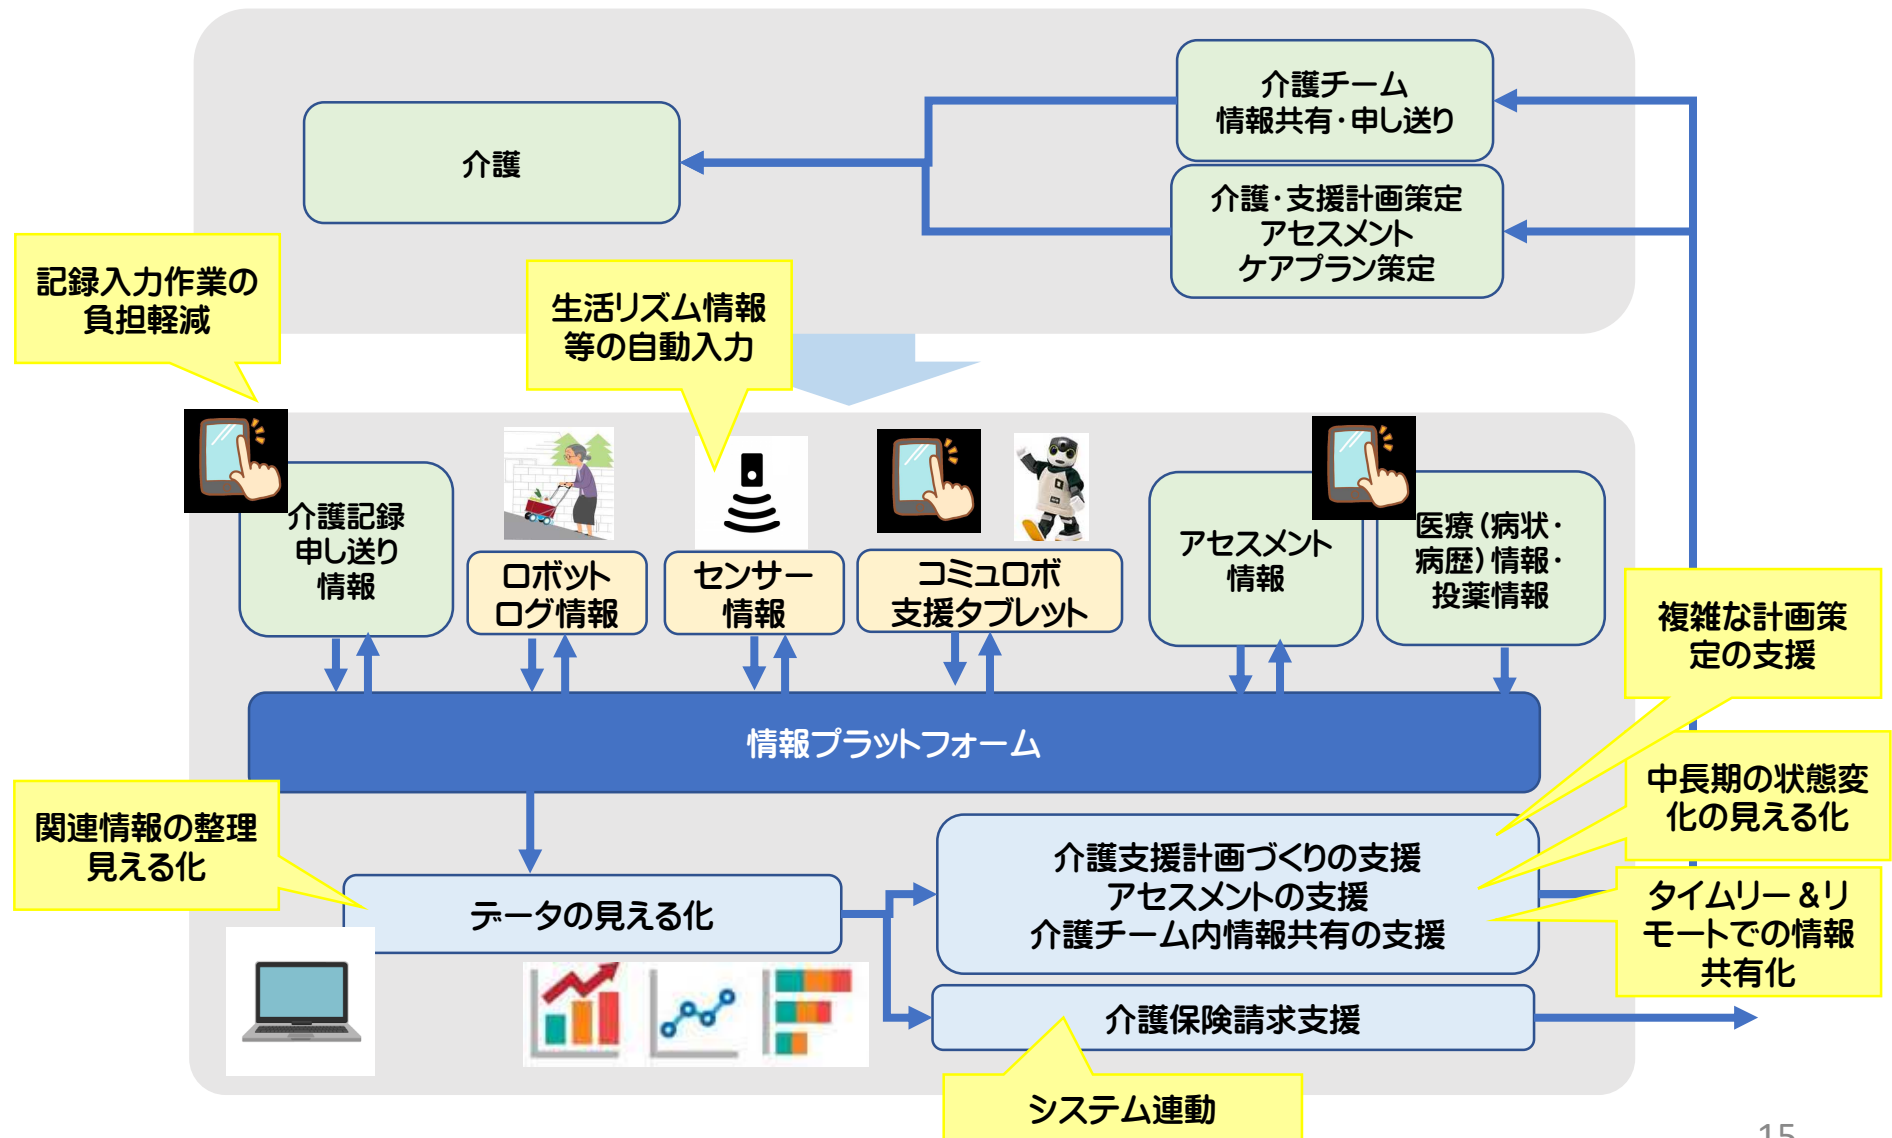 介護チーム
情報共有・申し送り
介護
介護・支援計画策定
アセスメント
ケアプラン策定
記録入力作業の
負担軽減
生活リズム情報
等の自動入力
介護記録
申し送り
情報
ロボット
ログ情報
センサー
情報
コミュロボ
支援タブレット
アセスメント
情報
医療（病状・
病歴）情報・
投薬情報
複雑な計画策
定の支援
情報プラットフォーム
中長期の状態変
化の見える化
関連情報の整理
見える化
データの見える化
介護支援計画づくりの支援
アセスメントの支援
介護チーム内情報共有の支援
タイムリー＆リ
モートでの情報
共有化
介護保険請求支援
システム連動
15